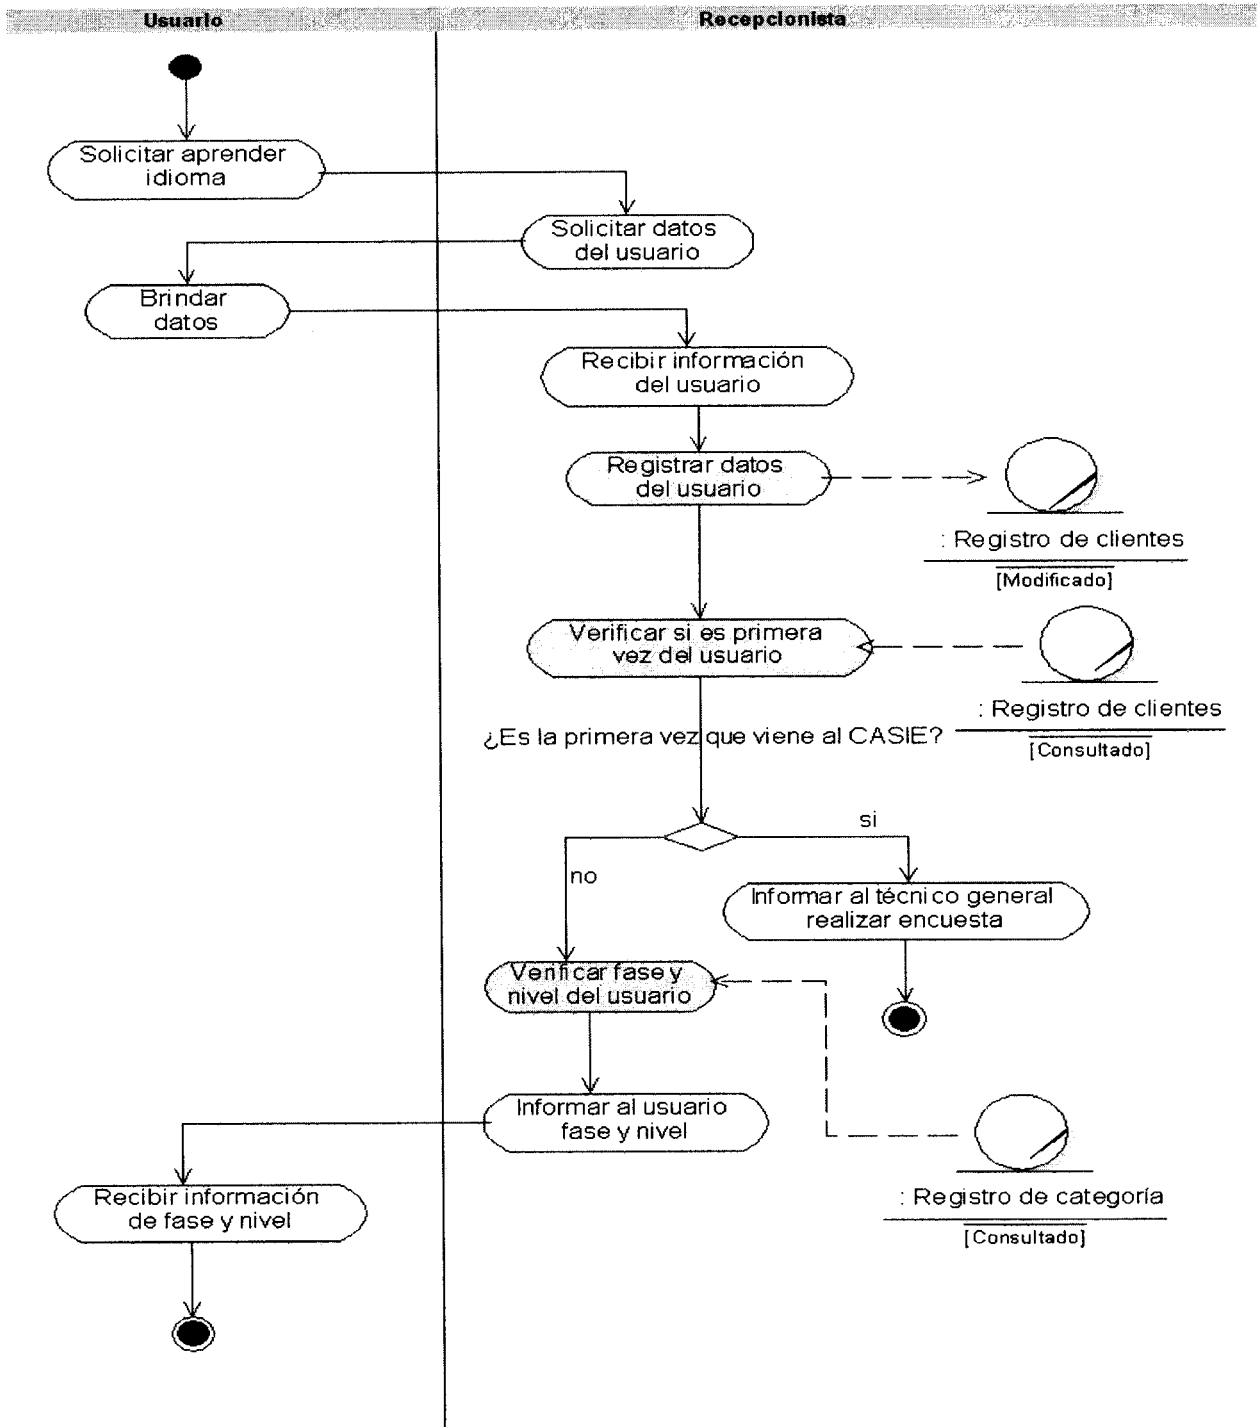 Usuario
Recepcionista
Solicitar aprender
idioma
Solicitar datos
del usuario
Brindar
datos
Recibir información
del usuario
Registrar datos
del usuario
: Registro de clientes
[Modificado]
Verificar si es primera
vez del usuario
: Registro de clientes
[Consultado]
¿Es la primera vez que viene al CASIE?
si
no
Informar al técnico general
realizar encuesta
Verificar fase y
nivel del usuario
Informar al usuario
fase y nivel
Recibir información
de fase y nivel
: Registro de categoría
[Consultado]